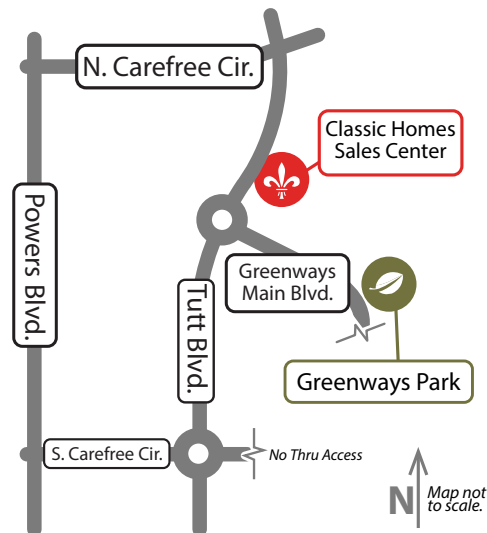 N. Carefree Cir.
Classic Homes
Sales Center
Powers Blvd.
Greenways
Main Blvd.
Tutt Blvd.
Greenways Park
S. Carefree Cir.
No Thru Access
N
Map not
to scale.